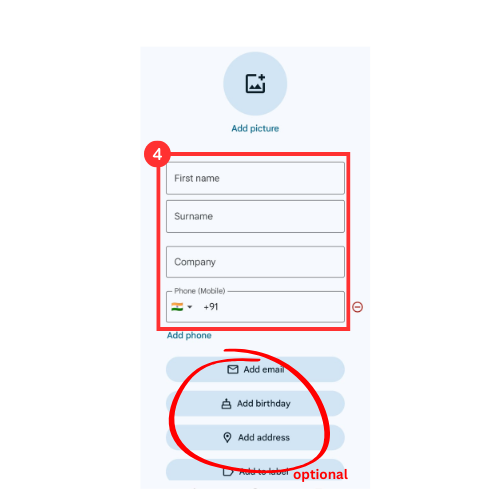 Add picture
4
First name
Surname
Company
Phone (Mobile)
+91
Add phone
Add email
Add birthday
Add address
Add to label
optional